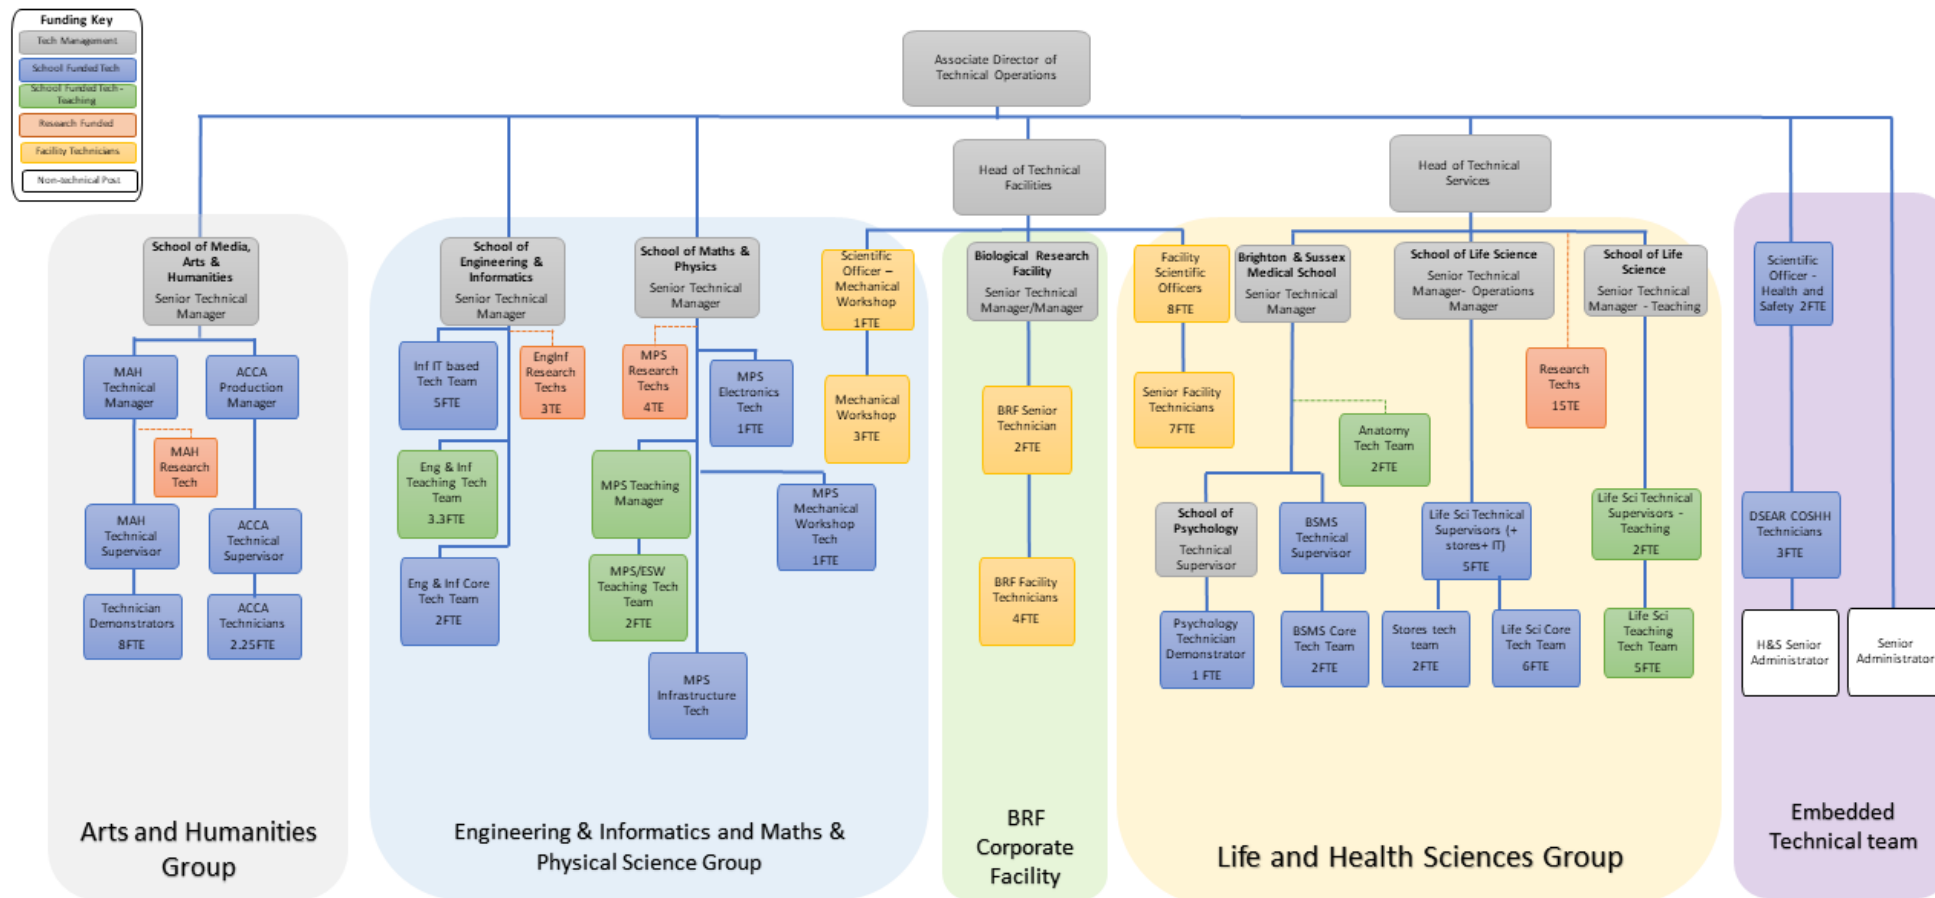 Funding Key
Tech Management
School Funded Tech
School Funded Tech -
Teaching
Research Funded
Facility Technicians
Non-technical Post
Associate Director of
Technical Operations
Head of Technical
Facilities
Head of Technical
Services
School of Media,
Arts &
Humanities
Senior Technical
Manager
MAH
Technical
Manager
ACCA
Production
Manager
MAH
Research
Tech
MAH
Technical
Supervisor
ACCA
Technical
Supervisor
Technician
Demonstrators
8FTE
ACCA
Technicians
2.25FTE
Arts and Humanities
Group
School of
Engineering &
Informatics
Senior Technical
Manager
Inf IT based
Tech Team
5FTE
EngInf
Research
Techs
3TE
Eng & Inf
Teaching Tech
Team
3.3FTE
Eng & Inf Core
Tech Team
2FTE
School of Maths &
Physics
Senior Technical
Manager
MPS
Research
Techs
4TE
MPS
Electronics
Tech
1FTE
MPS Teaching
Manager
MPS
Mechanical
Workshop
Tech
1FTE
MPS/ESW
Teaching Tech
Team
2FTE
MPS
Infrastructure
Tech
Scientific
Officer –
Mechanical
Workshop
1FTE
Mechanical
Workshop
3FTE
Engineering & Informatics and Maths &
Physical Science Group
Biological Research
Facility
Senior Technical
Manager/Manager
BRF Senior
Technician
2FTE
BRF Facility
Technicians
4FTE
BRF
Corporate
Facility
Facility
Scientific
Officers
8FTE
Senior Facility
Technicians
7FTE
Brighton & Sussex
Medical School
Senior Technical
Manager
Anatomy
Tech Team
2FTE
School of
Psychology
Technical
Supervisor
BSMS
Technical
Supervisor
Psychology
Technician
Demonstrator
1 FTE
BSMS Core
Tech Team
2FTE
School of Life Science
Senior Technical
Manager- Operations
Manager
Life Sci Technical
Supervisors (+
stores+ IT)
5FTE
Stores tech
team
2FTE
Life Sci Core
Tech Team
6FTE
Research
Techs
15TE
School of Life
Science
Senior Technical
Manager - Teaching
Life Sci Technical
Supervisors -
Teaching
2FTE
Life Sci
Teaching
Tech Team
5FTE
Life and Health Sciences Group
Scientific
Officer -
Health and
Safety 2FTE
DSEAR COSHH
Technicians
3FTE
H&S Senior
Administrator
Senior
Administrator
Embedded
Technical team